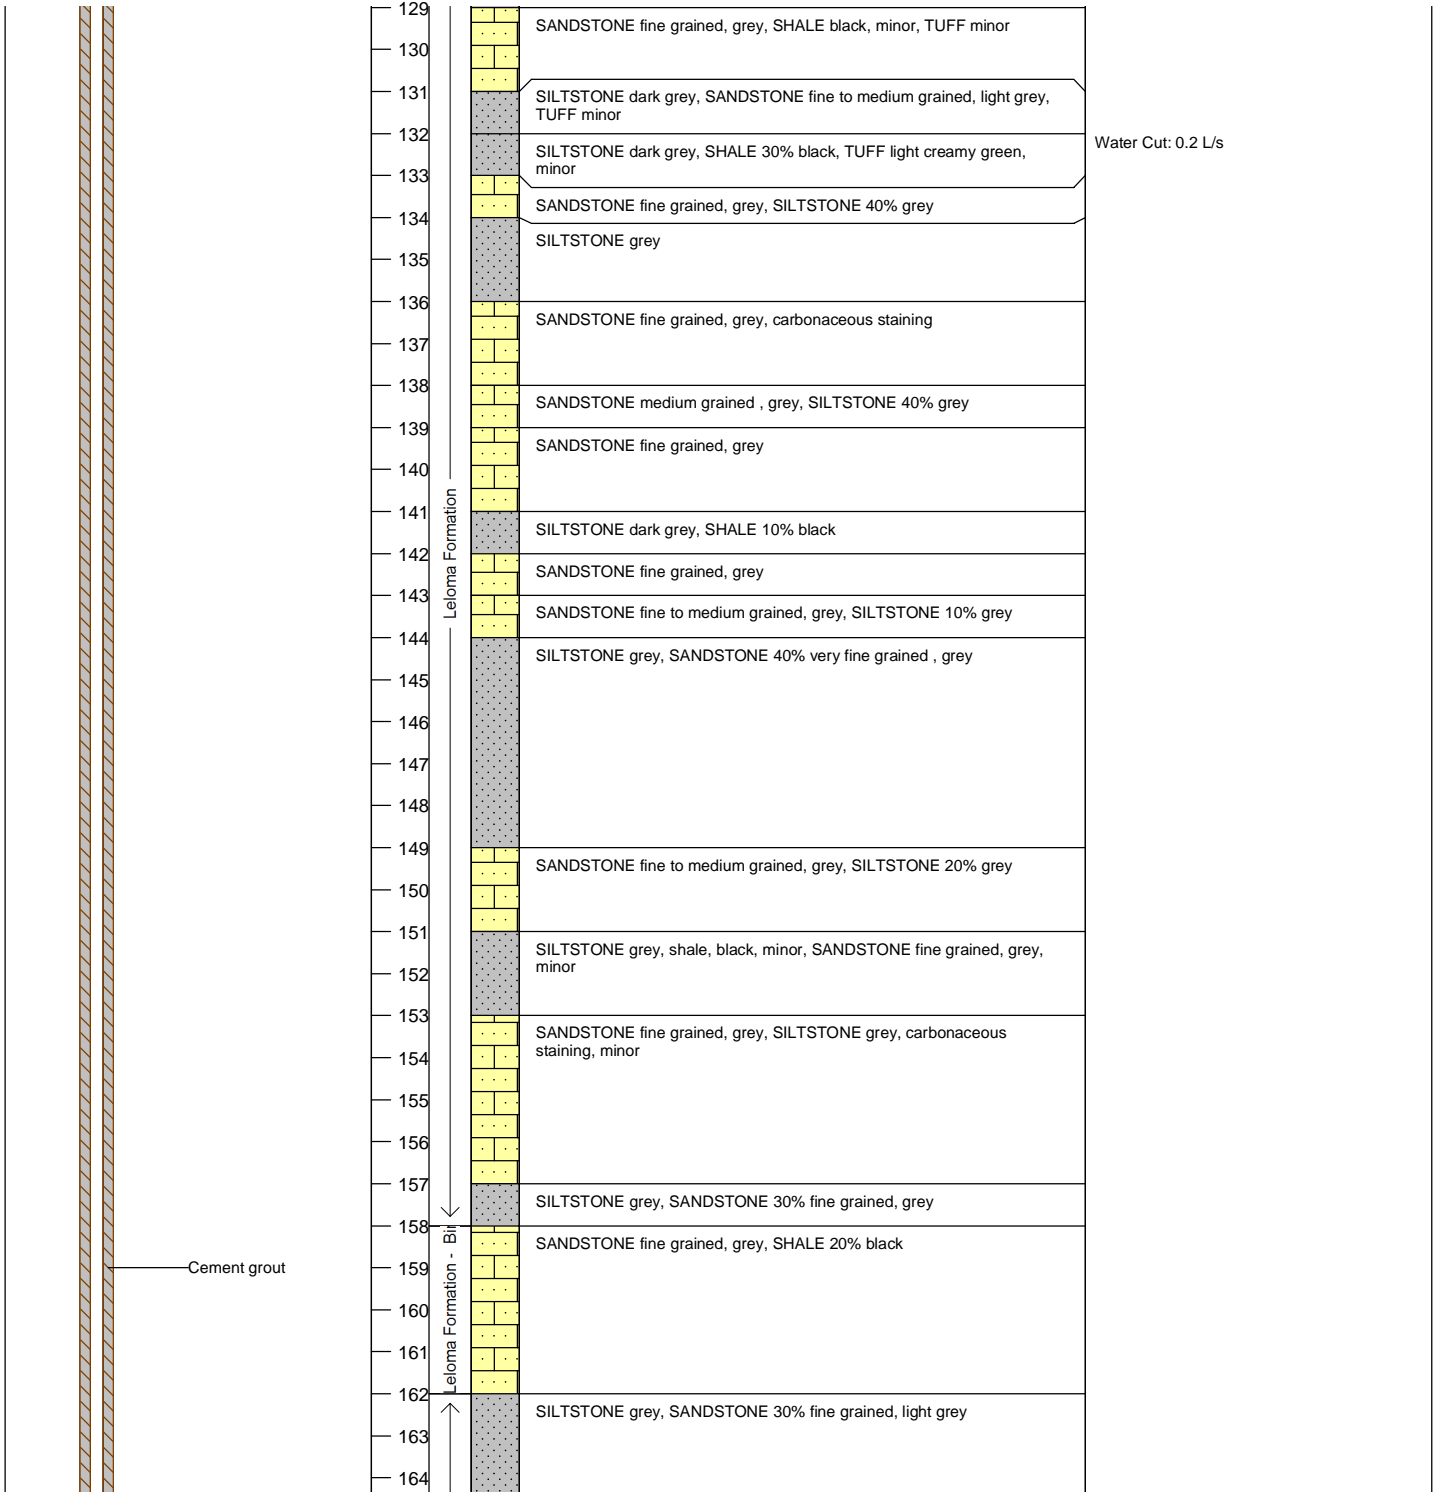 129
SANDSTONE fine grained, grey, SHALE black, minor, TUFF minor
130
131
SILTSTONE dark grey, SANDSTONE fine to medium grained, light grey,
TUFF minor
132
Water Cut: 0.2 L/s
SILTSTONE dark grey, SHALE 30% black, TUFF light creamy green,
minor
133
SANDSTONE fine grained, grey, SILTSTONE 40% grey
134
SILTSTONE grey
135
136
SANDSTONE fine grained, grey, carbonaceous staining
137
138
SANDSTONE medium grained , grey, SILTSTONE 40% grey
139
SANDSTONE fine grained, grey
140
141
SILTSTONE dark grey, SHALE 10% black
142
Leloma Formation
SANDSTONE fine grained, grey
143
SANDSTONE fine to medium grained, grey, SILTSTONE 10% grey
144
SILTSTONE grey, SANDSTONE 40% very fine grained , grey
145
146
147
148
149
SANDSTONE fine to medium grained, grey, SILTSTONE 20% grey
150
151
SILTSTONE grey, shale, black, minor, SANDSTONE fine grained, grey,
minor
152
153
SANDSTONE fine grained, grey, SILTSTONE grey, carbonaceous
staining, minor
154
155
156
157
SILTSTONE grey, SANDSTONE 30% fine grained, grey
158
SANDSTONE fine grained, grey, SHALE 20% black
159
Cement grout
Leloma Formation - Bir
160
161
162
SILTSTONE grey, SANDSTONE 30% fine grained, light grey
163
164